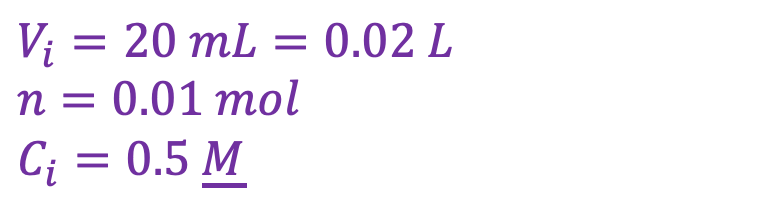 Vᵢ = 20 mL = 0.02 L
n = 0.01 mol
Cᵢ = 0.5 M